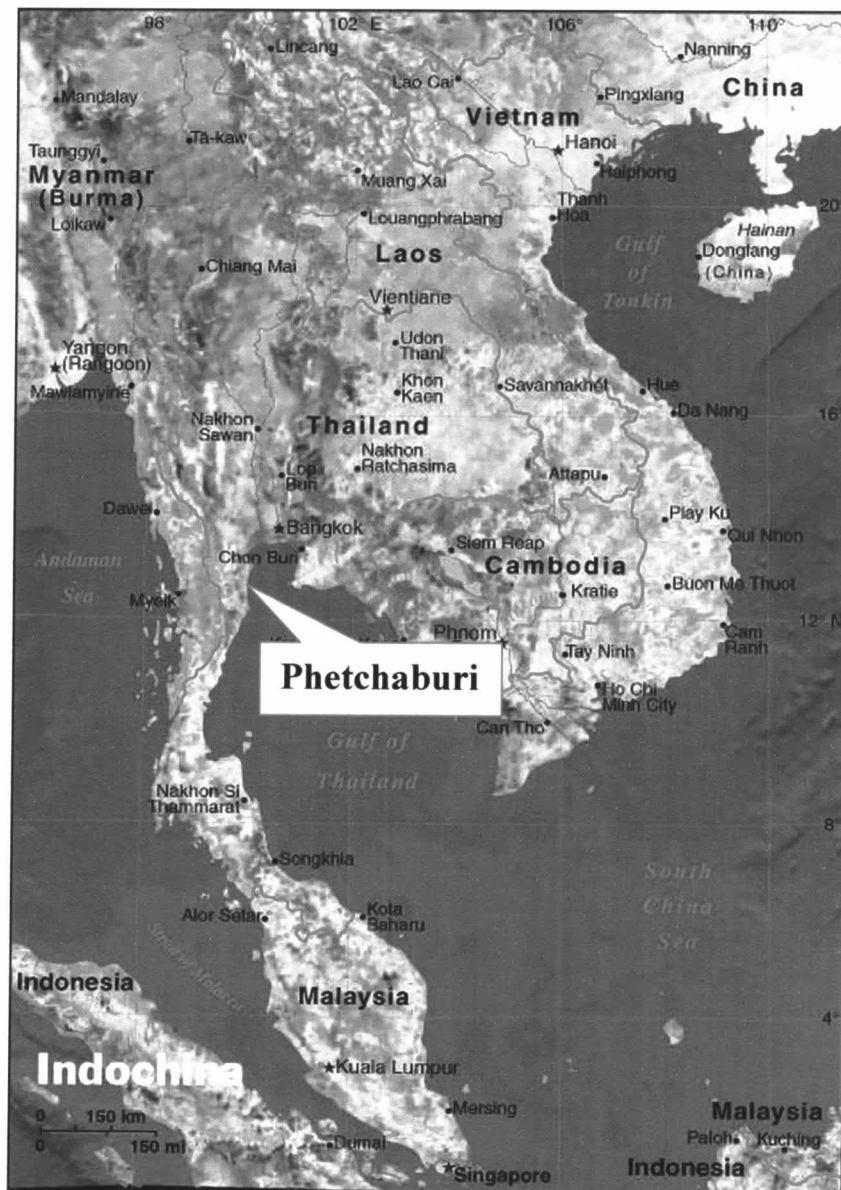 98°
102°E
106°
110°
Lincang
Nanning
Lao Cai
China
Mandalay
Pingxiang
Vietnam
Ta-kaw
Hanoi
Taunggyi
Haiphong
Myanmar
(Burma)
Muang Xai
Thanh
Hoa
Loikaw
Louangphrabang
20°
Hainan
Gulf
of
Tonkin
Laos
Dongfang
(China)
Chiang Mai
Vientiane
Yangon
(Rangoon)
Udon
Thani
Mawlamyine
Khon
Kaen
Savannakhét
Hue
Da Nang
16°
Nakhon
Sawan
Thailand
Lop
Buri
Nakhon
Ratchasima
Attapu
Dawei
Play Ku
Bangkok
Qui Nhon
Chon Buri
Siem Reap
Andaman
Sea
Cambodia
Myeik
Kratie
Buon Me Thuot
12° N
Phnom
Cam
Ranh
Tay Ninh
Phetchaburi
Ho Chi
Minh City
Can Tho
Gulf of
Thailand
Nakhon Si
Thammarat
8°
Songkhla
South
China
Sea
Alor Setar
Kota
Baharu
Strait of Malacca
Indonesia
Malaysia
4°
Indochina
Kuala Lumpur
0 150 km
0 150 mi
Mersing
Malaysia
Dumai
Paloh
Kuching
Singapore
Indonesia